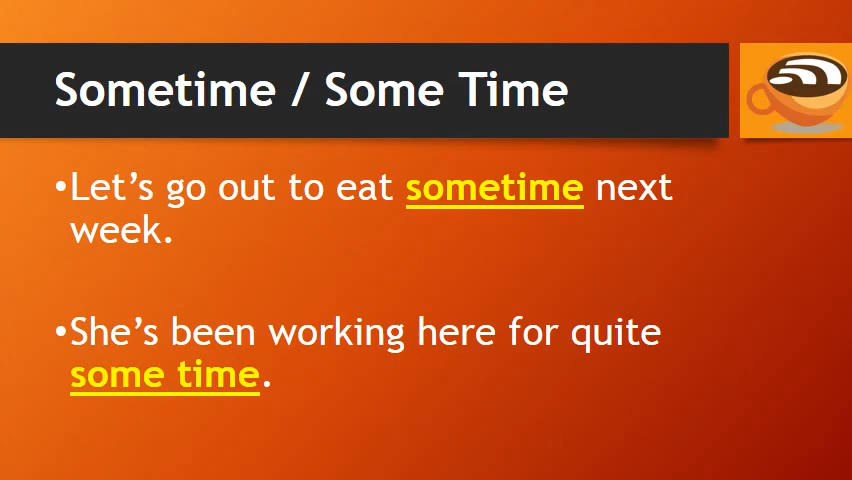 Sometime / Some Time
•Let’s go out to eat sometime next
week.
•She’s been working here for quite
some time.